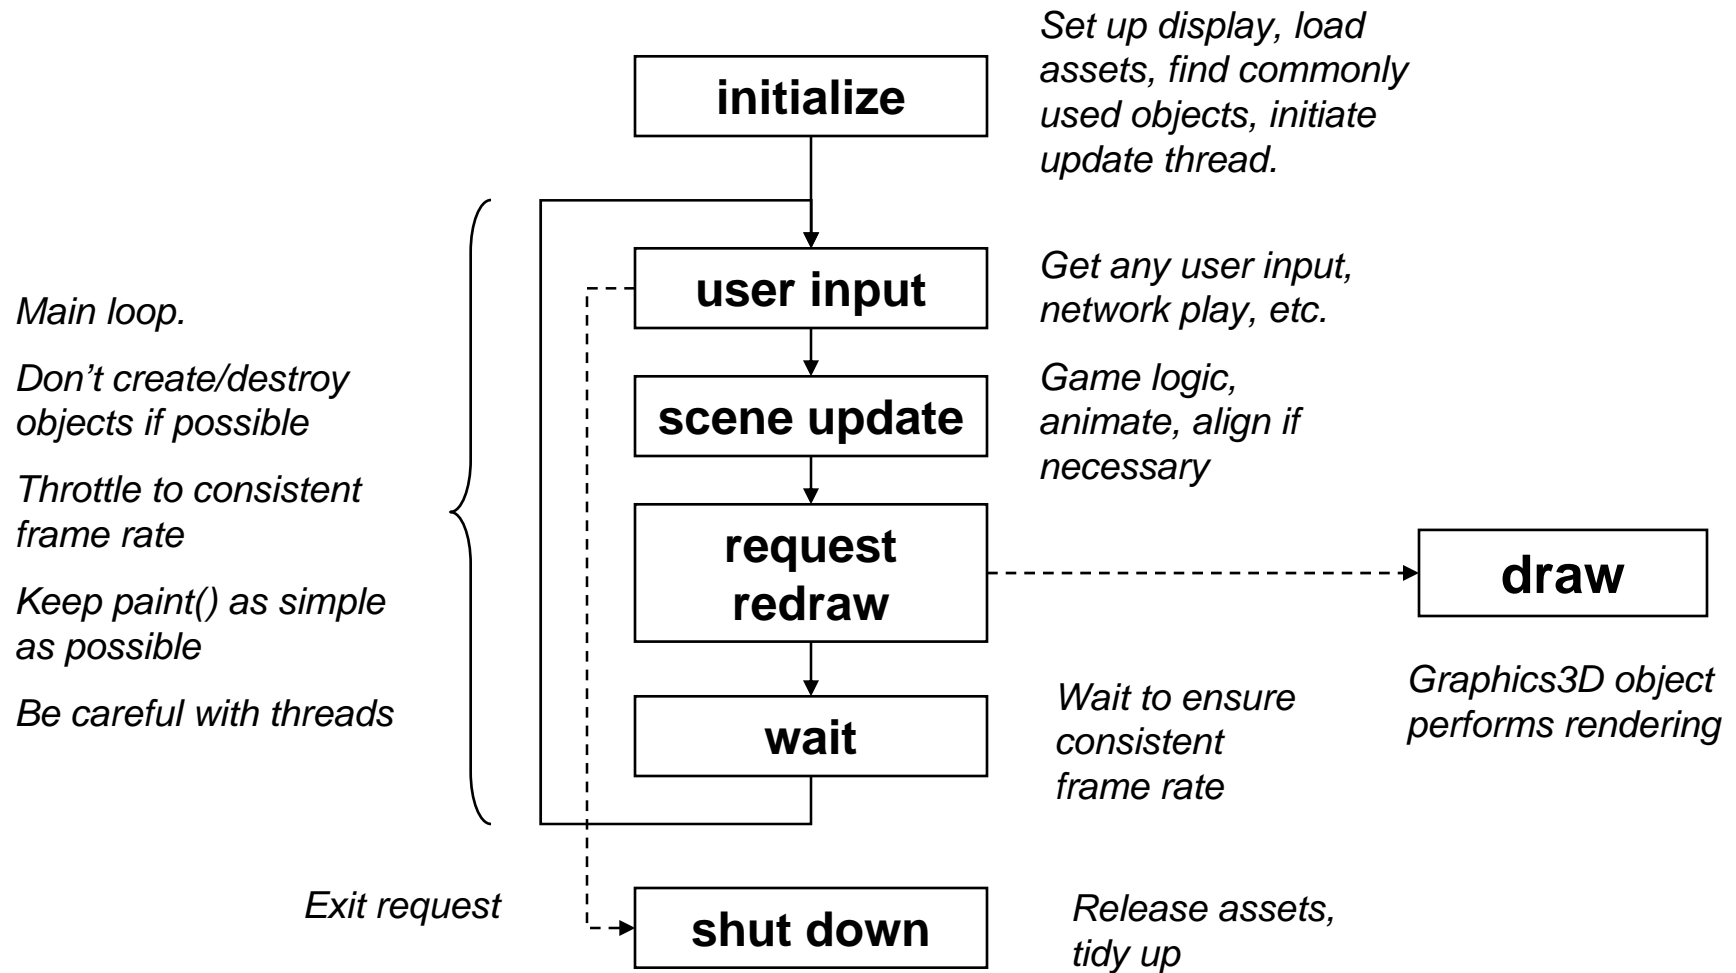 initialize
Set up display, load
assets, find commonly
used objects, initiate
update thread.
Main loop.
Don’t create/destroy
objects if possible
Throttle to consistent
frame rate
Keep paint() as simple
as possible
Be careful with threads
user input
Get any user input,
network play, etc.
scene update
Game logic,
animate, align if
necessary
request
redraw
draw
Graphics3D object
performs rendering
wait
Wait to ensure
consistent
frame rate
Exit request
shut down
Release assets,
tidy up